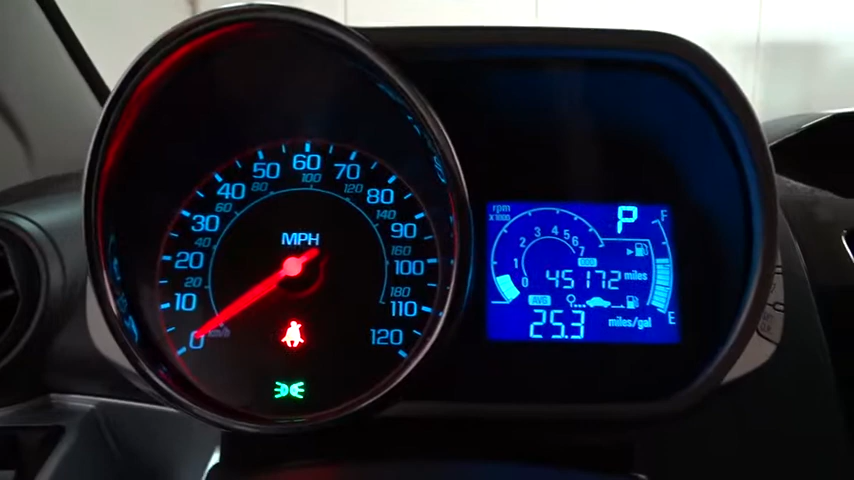 60
50 70
100
80 120
40 80
60 140
30 90
MPH
40 160
20 100
20 180
10 110
km/h
0 120
rpm
x1000
P
F
4 5
3 6
2 7
1
0
ODO
45172 miles
AVG
25.3 miles/gal
E